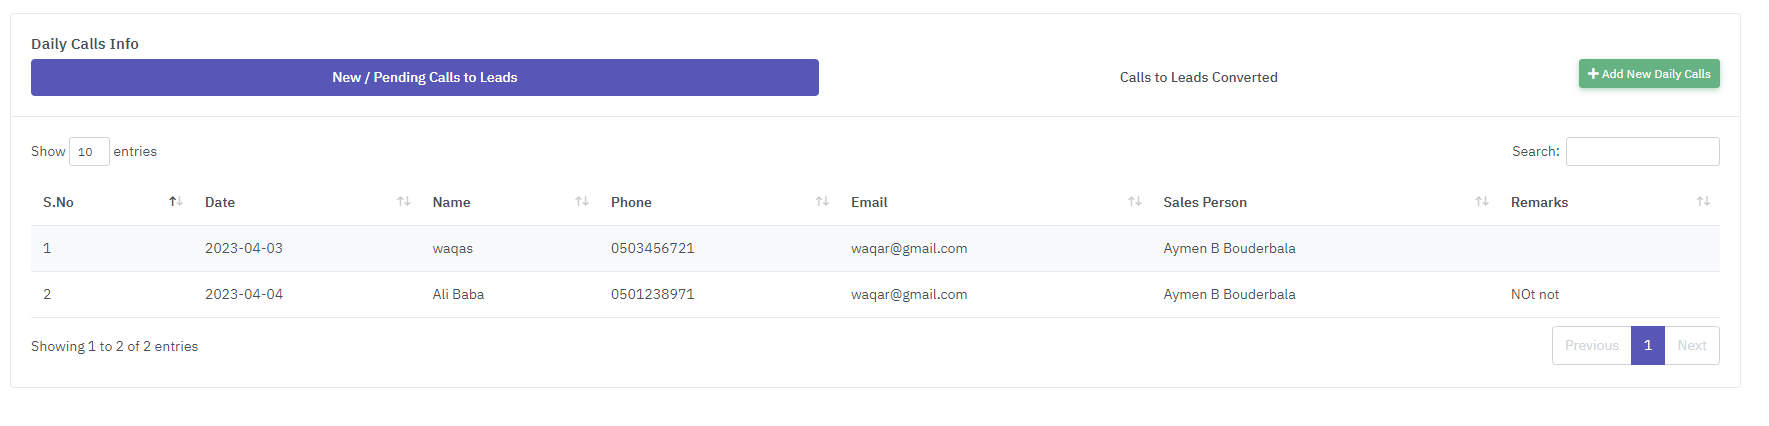 Daily Calls Info
New / Pending Calls to Leads Calls to Leads Converted + Add New Daily Calls
Show 10 entries Search:
S.No Date Name Phone Email Sales Person Remarks
1 2023-04-03 waqas 0503456721 waqar@gmail.com Aymen B Bouderbala
2 2023-04-04 Ali Baba 0501238971 waqar@gmail.com Aymen B Bouderbala NOt not
Showing 1 to 2 of 2 entries Previous 1 Next